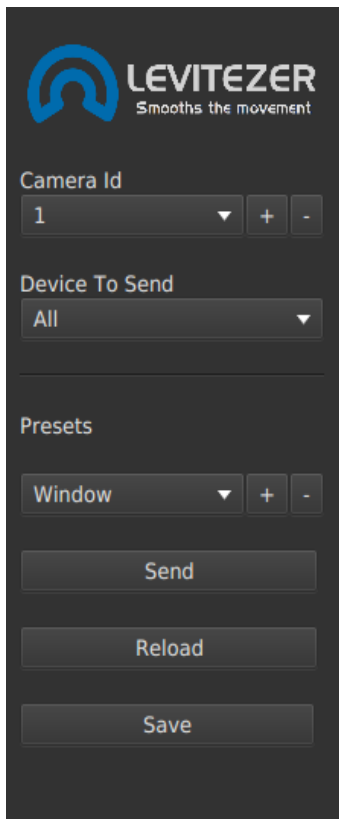 LEVITEZER
Smooths the movement
Camera Id
1 + -
Device To Send
All
Presets
Window + -
Send
Reload
Save